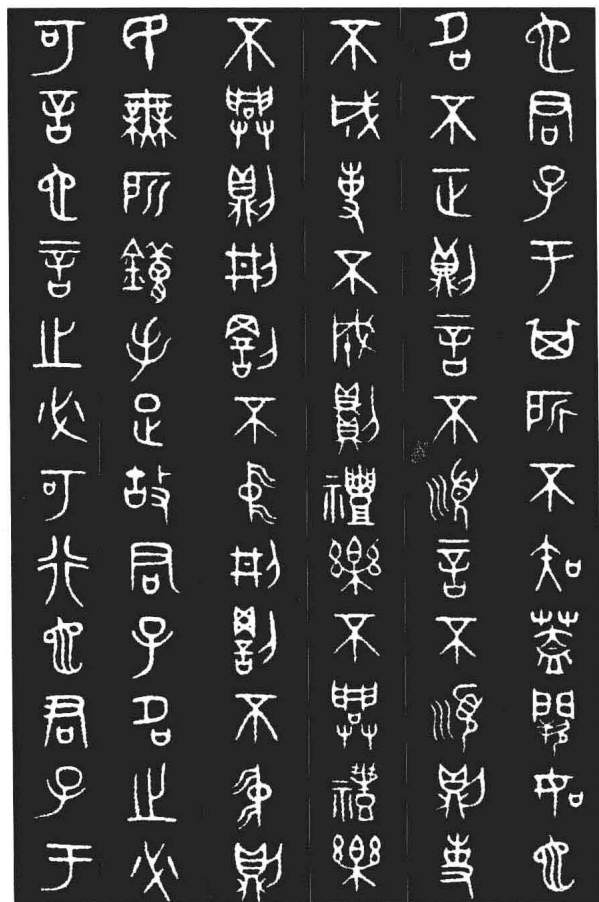 也君子于其所不知蓋闕如也
名不正則言不順言不順則事
不成事不成則禮樂不興禮樂
不興則刑罰不中刑罰不中則
民無所錯手足故君子名之必
可言也言之必可行也君子于